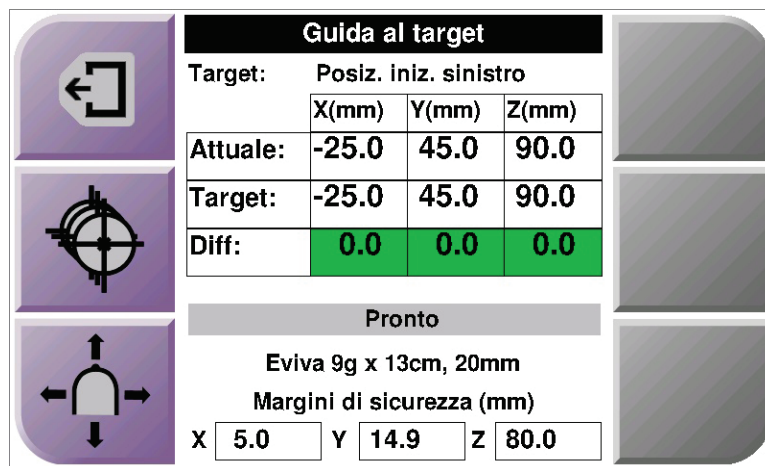 Guida al target
Target: Posiz. iniz. sinistro
X(mm) Y(mm) Z(mm)
Attuale: -25.0 45.0 90.0
Target: -25.0 45.0 90.0
Diff: 0.0 0.0 0.0
Pronto
Eviva 9g x 13cm, 20mm
Margini di sicurezza (mm)
X 5.0 Y 14.9 Z 80.0